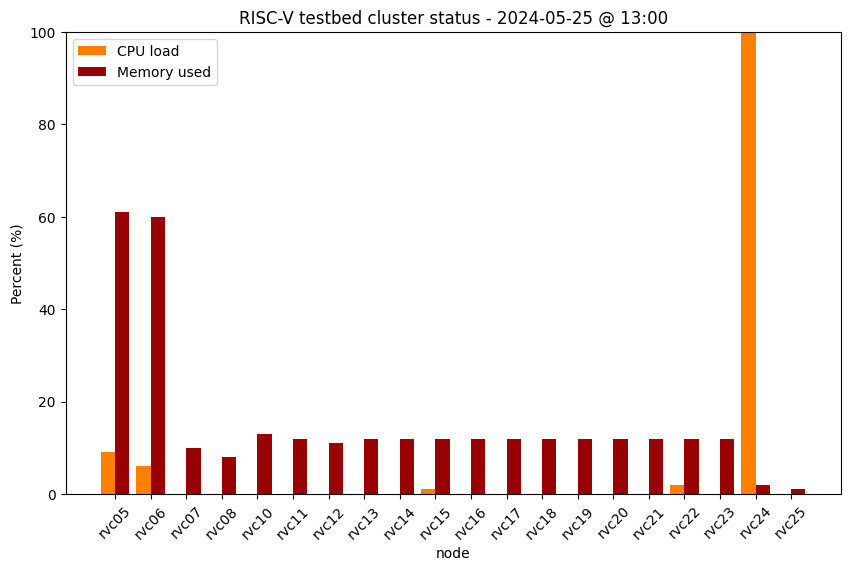 RISC-V testbed cluster status - 2024-05-25 @ 13:00
CPU load
Memory used
Percent (%)
100
80
60
40
20
0
rvc05
rvc06
rvc07
rvc08
rvc10
rvc11
rvc12
rvc13
rvc14
rvc15
rvc16
rvc17
rvc18
rvc19
rvc20
rvc21
rvc22
rvc23
rvc24
rvc25
node